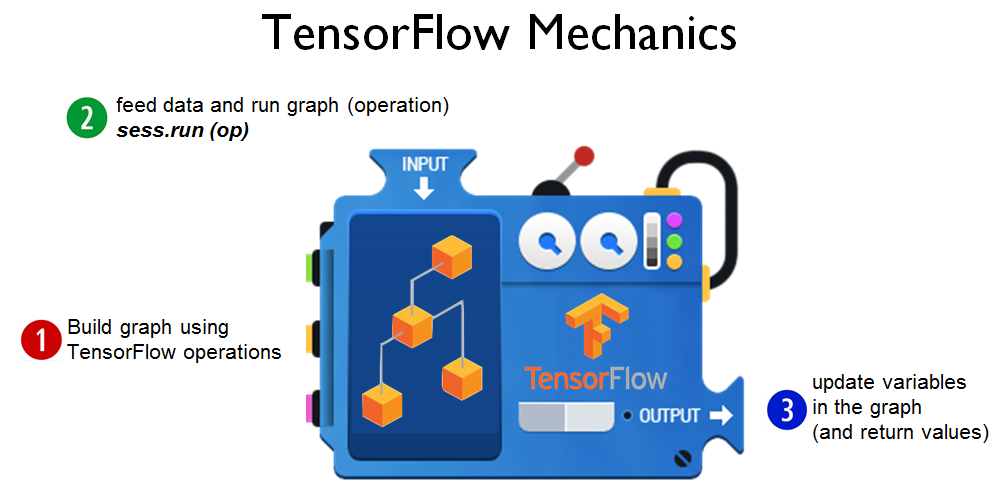 TensorFlow Mechanics
2
feed data and run graph (operation)
sess.run (op)
INPUT
1
Build graph using
TensorFlow operations
TensorFlow
OUTPUT
3
update variables
in the graph
(and return values)